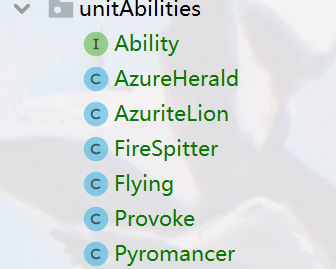 unitAbilities
I Ability
C AzureHerald
C AzuriteLion
C FireSpitter
C Flying
C Provoke
C Pyromancer